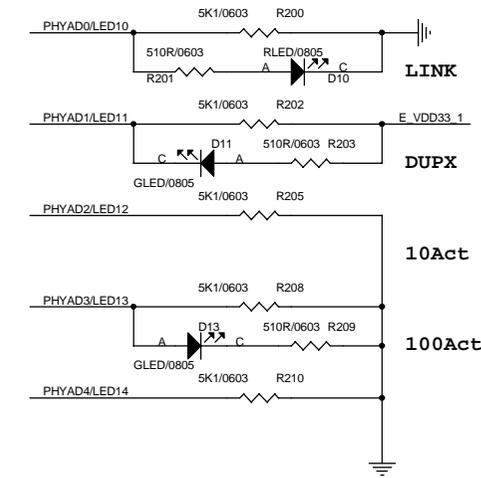 5K1/0603 R200
PHYAD0/LED10
510R/0603 RLED/0805
A C
R201 D10
LINK
5K1/0603 R202
PHYAD1/LED11 E_VDD33_1
D11 510R/0603 R203
C A
DUPX
GLED/0805
5K1/0603 R205
PHYAD2/LED12
10Act
5K1/0603 R208
PHYAD3/LED13
D13 510R/0603 R209
A C
100Act
GLED/0805
5K1/0603 R210
PHYAD4/LED14